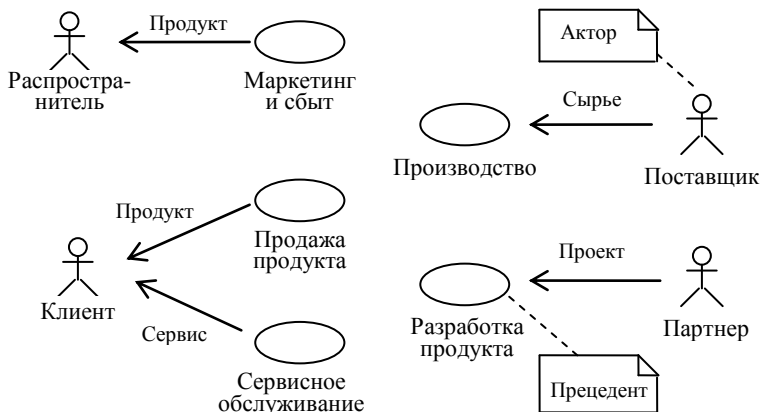 Продукт
Распростра-
нитель
Маркетинг
и сбыт
Актор
Сырье
Производство
Поставщик
Продукт
Продажа
продукта
Клиент
Сервис
Сервисное
обслуживание
Проект
Разработка
продукта
Партнер
Прецедент